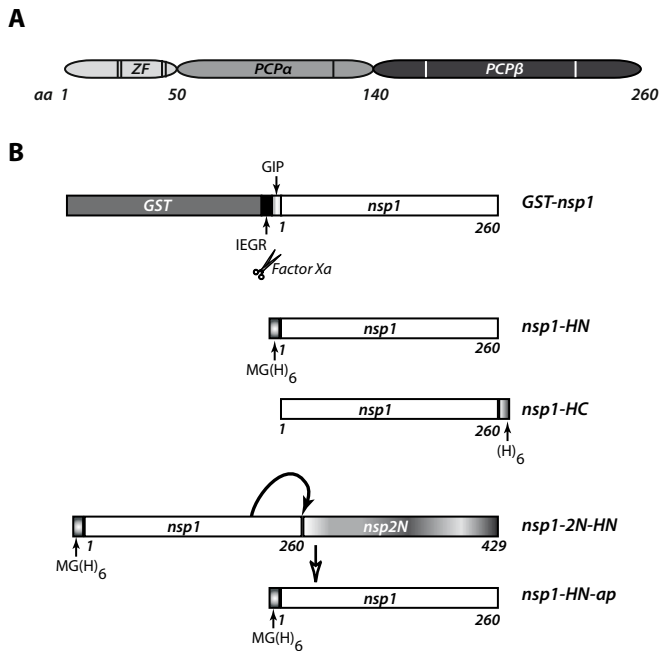 A
ZF PCPα PCPβ
aa 1 50 140 260
B
GIP
GST nsp1 GST-nsp1
1 260
IEGR
Factor Xa
nsp1 nsp1-HN
1 260
MG(H)6
nsp1 nsp1-HC
1 260
(H)6
nsp1 nsp2N nsp1-2N-HN
1 260 429
MG(H)6
nsp1 nsp1-HN-ap
1 260
MG(H)6